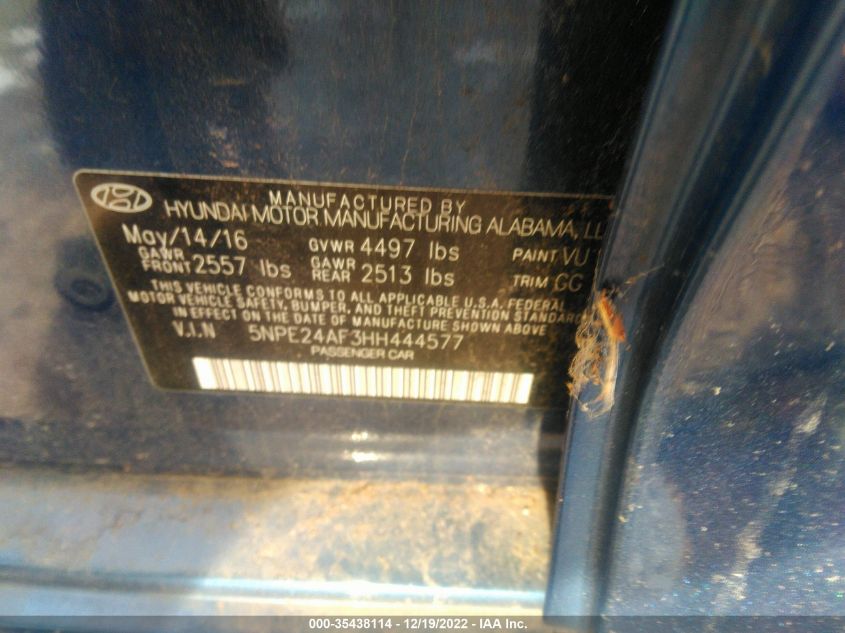 MANUFACTURED BY
HYUNDAI MOTOR MANUFACTURING ALABAMA, LL
May/14/16 GVWR 4497 lbs PAINT VU
GAWR FRONT 2557 lbs GAWR REAR 2513 lbs TRIM GC
THIS VEHICLE CONFORMS TO ALL APPLICABLE U.S.A. FEDERAL
MOTOR VEHICLE SAFETY, BUMPER, AND THEFT PREVENTION STANDARD
IN EFFECT ON THE DATE OF MANUFACTURE SHOWN ABOVE
V.I.N 5NPE24AF3HH444577
PASSENGER CAR
000-35438114 - 12/19/2022 - IAA Inc.